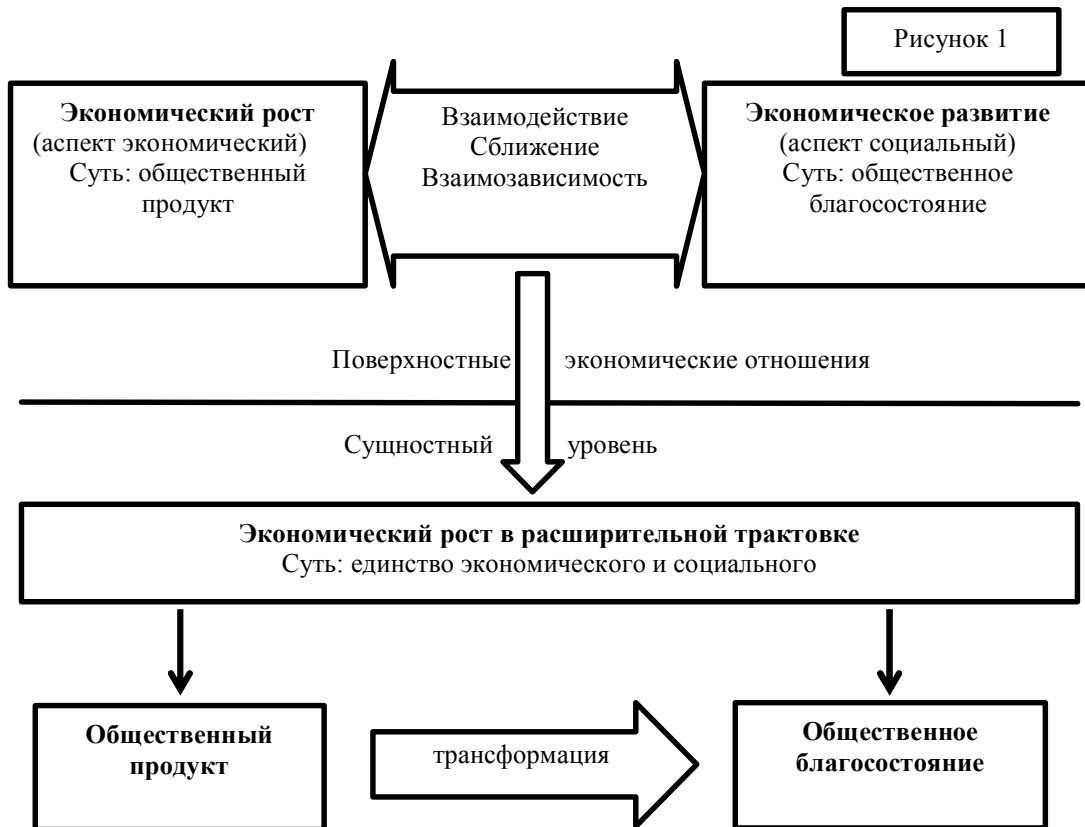 Рисунок 1
Экономический рост
(аспект экономический)
Суть: общественный
продукт
Взаимодействие
Сближение
Взаимозависимость
Экономическое развитие
(аспект социальный)
Суть: общественное
благосостояние
Поверхностные экономические отношения
Сущностный уровень
Экономический рост в расширительной трактовке
Суть: единство экономического и социального
Общественный
продукт
трансформация
Общественное
благосостояние